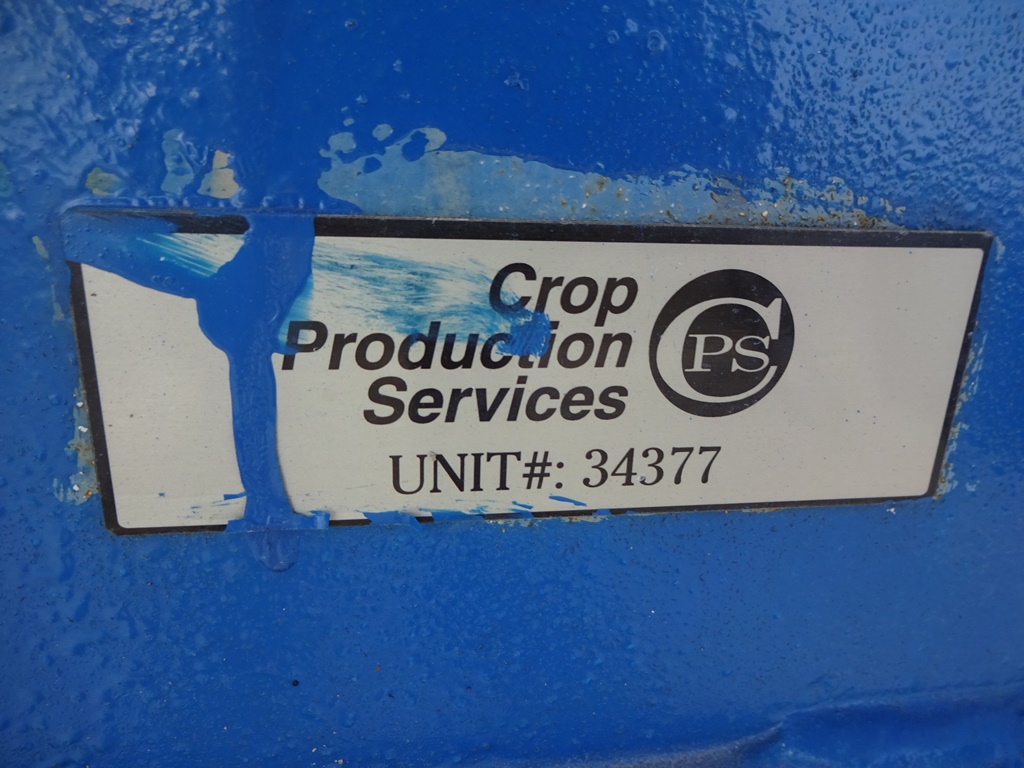 Crop
Production
Services
CPS
UNIT#: 34377